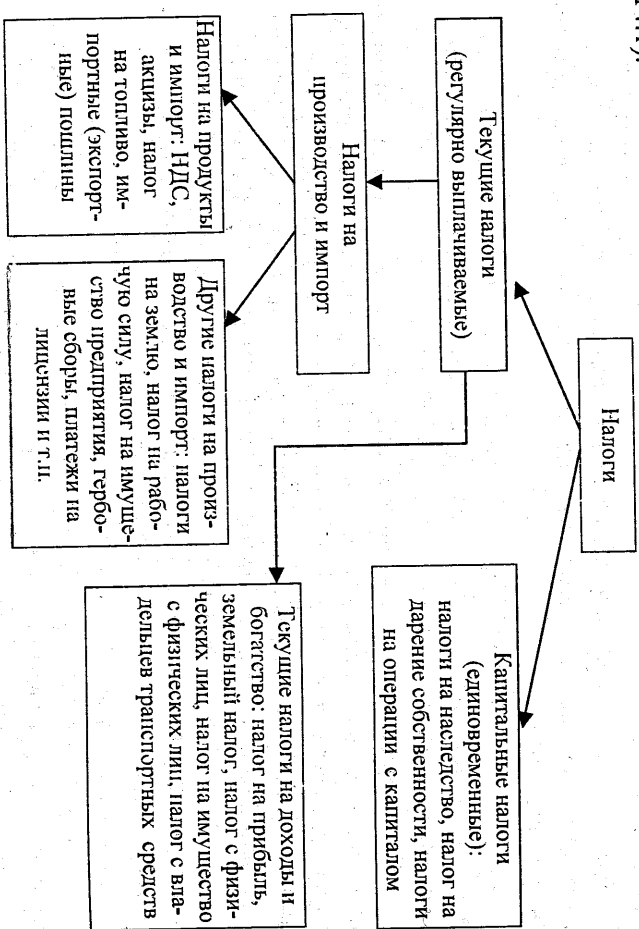 Налоги
Текущие налоги
(регулярно выплачиваемые)
Капитальные налоги
(единовременные):
налоги на наследство, налог на
дарение собственности, налоги
на операции с капиталом
Налоги на
производство и импорт
Налоги на продукты
и импорт: НДС,
акцизы, налог
на топливо, им-
портные (экспорт-
ные) пошлины
Другие налоги на произ-
водство и импорт: налоги
на землю, налог на рабо-
чую силу, налог на имуще-
ство предприятия, гербо-
вые сборы, платежи на
лицензии и т.п.
Текущие налоги на доходы и
богатство: налог на прибыль,
земельный налог, налог с физи-
ческих лиц, налог на имущество
с физических лиц, налог с вла-
дельцев транспортных средств